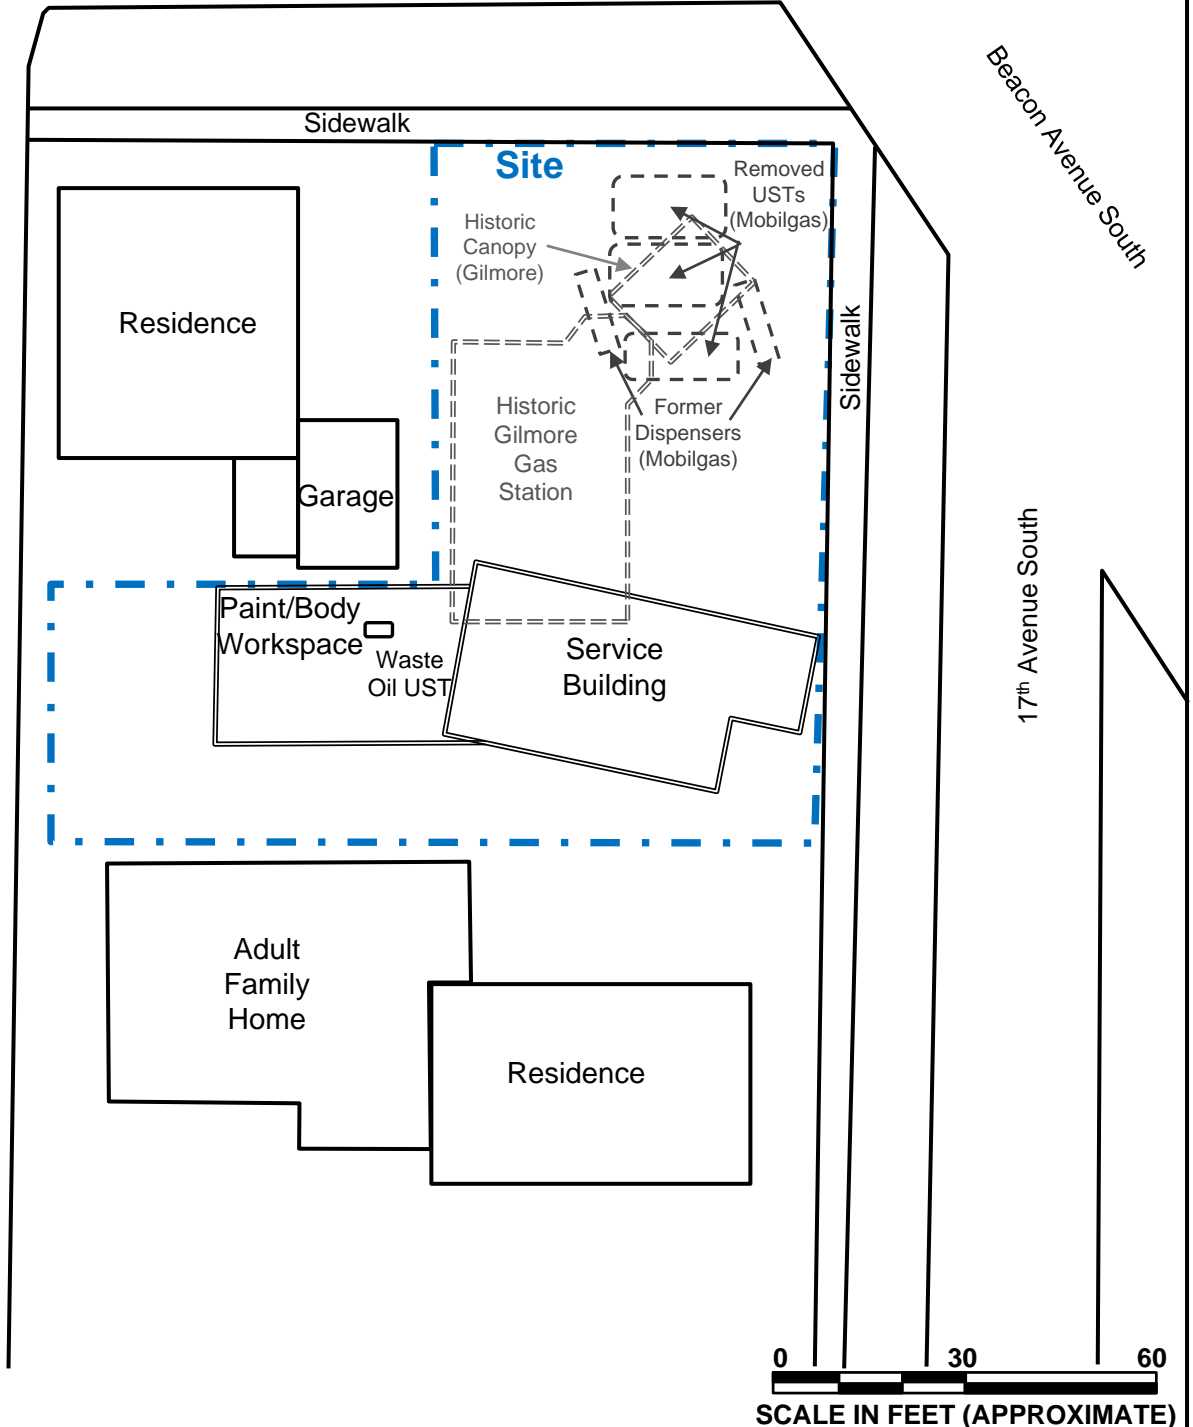 Beacon Avenue South
Sidewalk
Site
Removed
USTs
(Mobilgas)
Historic
Canopy
(Gilmore)
Residence
Sidewalk
Historic
Gilmore
Gas
Station
Former
Dispensers
(Mobilgas)
Garage
17th Avenue South
Paint/Body
Workspace
Waste
Oil UST
Service
Building
Adult
Family
Home
Residence
0 30 60
SCALE IN FEET (APPROXIMATE)